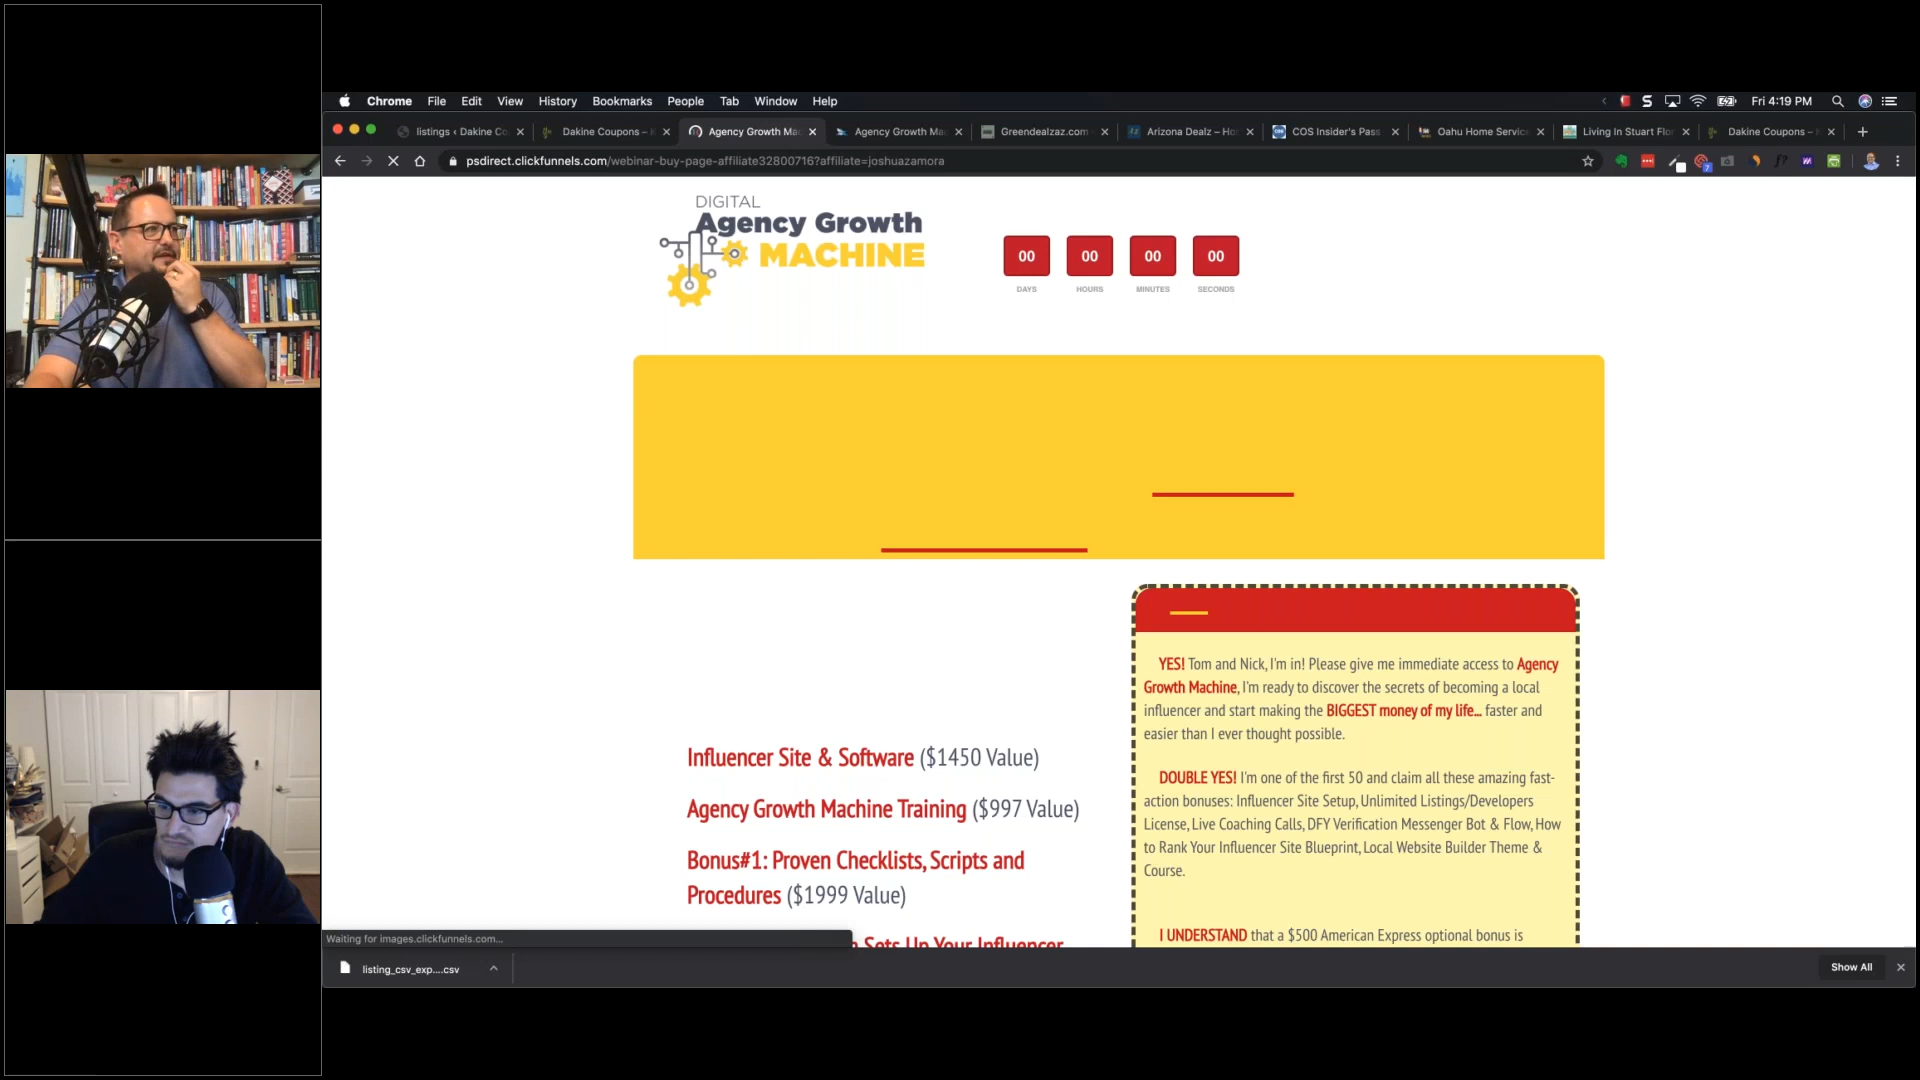 Chrome File Edit View History Bookmarks People Tab Window Help
Fri 4:19 PM
listings ‹ Dakine Co
Dakine Coupons –
Agency Growth Mac
Agency Growth Ma
Greendealzaz.com
Arizona Dealz – Ho
COS Insider's Pass
Oahu Home Service
Living In Stuart Flor
Dakine Coupons –
psdirect.clickfunnels.com/webinar-buy-page-affiliate32800716?affiliate=joshuazamora
DIGITAL
Agency Growth
MACHINE
00 00 00 00
DAYS HOURS MINUTES SECONDS
Influencer Site & Software ($1450 Value)
Agency Growth Machine Training ($997 Value)
Bonus#1: Proven Checklists, Scripts and
Procedures ($1999 Value)
Sets Up Your Influencer
YES! Tom and Nick, I'm in! Please give me immediate access to Agency
Growth Machine, I'm ready to discover the secrets of becoming a local
influencer and start making the BIGGEST money of my life... faster and
easier than I ever thought possible.
DOUBLE YES! I'm one of the first 50 and claim all these amazing fast-
action bonuses: Influencer Site Setup, Unlimited Listings/Developers
License, Live Coaching Calls, DFY Verification Messenger Bot & Flow, How
to Rank Your Influencer Site Blueprint, Local Website Builder Theme &
Course.
I UNDERSTAND that a $500 American Express optional bonus is
Waiting for images.clickfunnels.com...
listing_csv_exp....csv
Show All